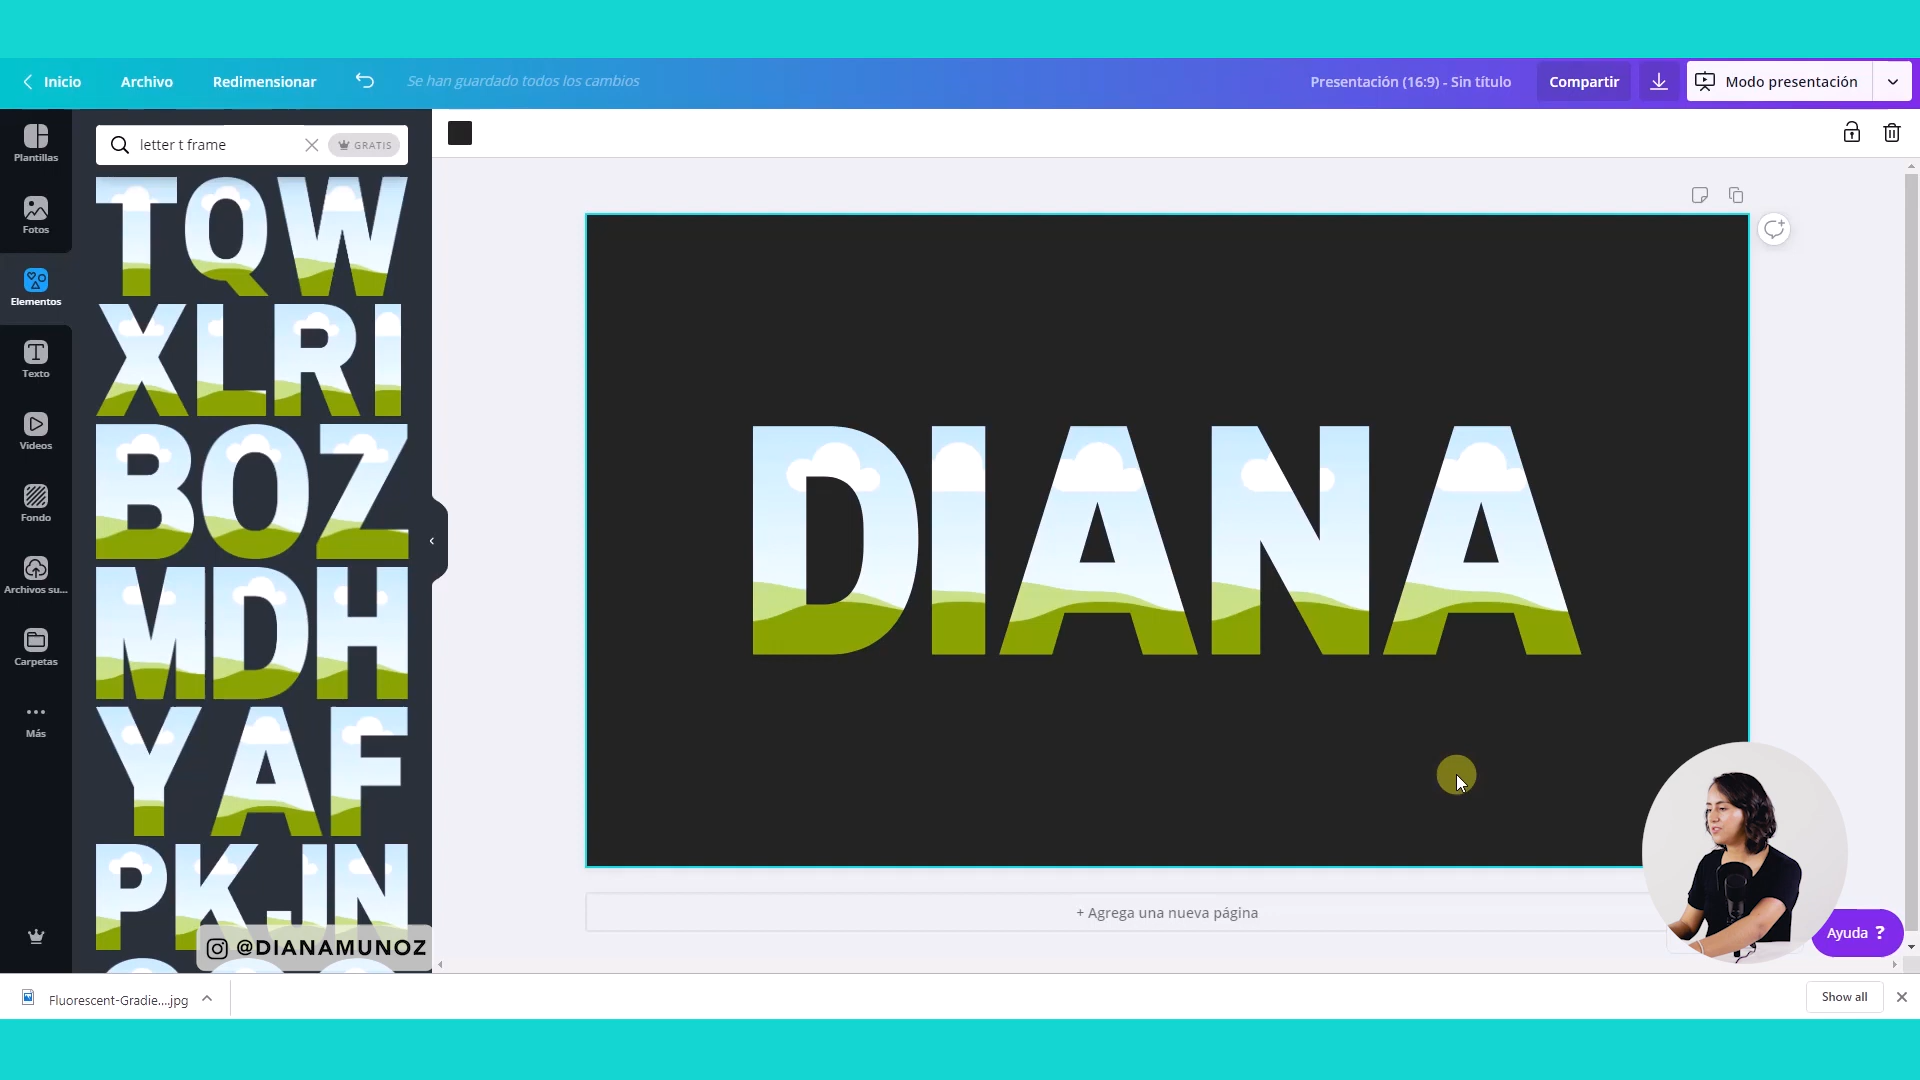 Inicio
Archivo
Redimensionar
Se han guardado todos los cambios
Presentación (16:9) - Sin título
Compartir
Modo presentación
Plantillas
Fotos
Elementos
Texto
Videos
Fondo
Archivos su...
Carpetas
Más
letter t frame
GRATIS
TQW
XLRI
BOZ
MDH
YAF
PKJN
@DIANAMUNOZ
DIANA
+ Agrega una nueva página
Ayuda ?
Fluorescent-Gradie....jpg
Show all